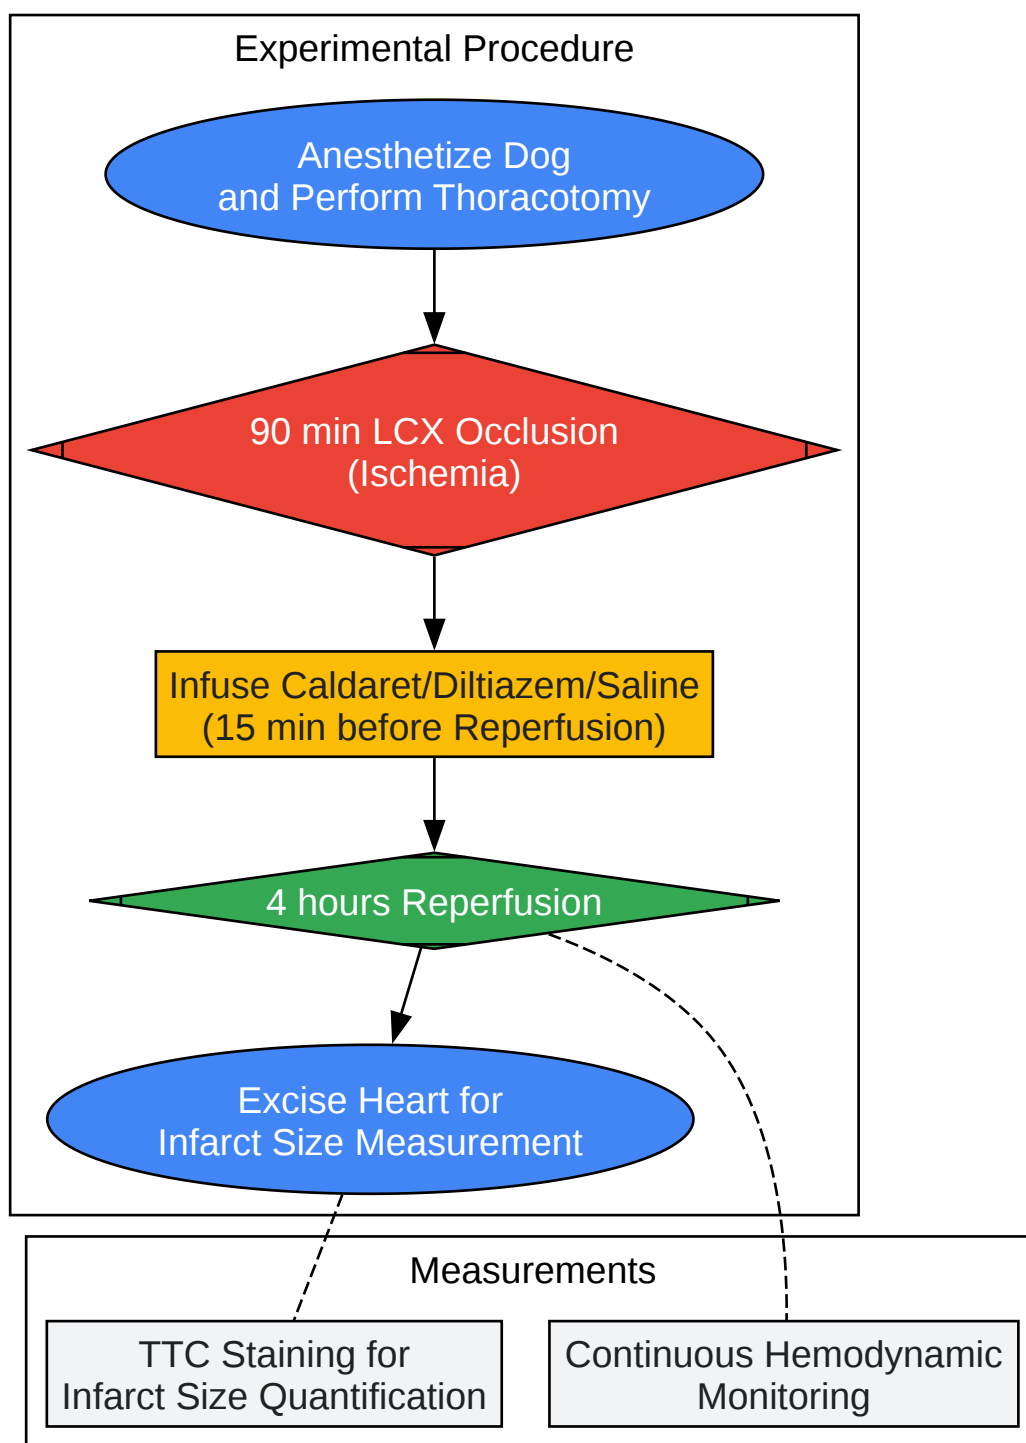 Experimental Procedure
Anesthetize Dog
and Perform Thoracotomy
90 min LCX Occlusion
(Ischemia)
Infuse Caldaret/Diltiazem/Saline
(15 min before Reperfusion)
4 hours Reperfusion
Excise Heart for
Infarct Size Measurement
Measurements
TTC Staining for
Infarct Size Quantification
Continuous Hemodynamic
Monitoring